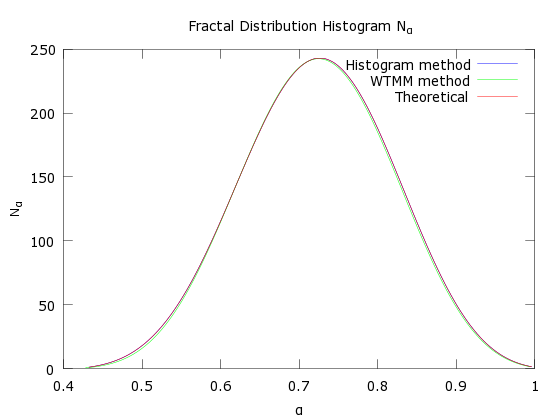 Fractal Distribution Histogram Nα
250
200
150
100
50
0
Nα
Histogram method
WTMM method
Theoretical
0.4 0.5 0.6 0.7 0.8 0.9 1
α